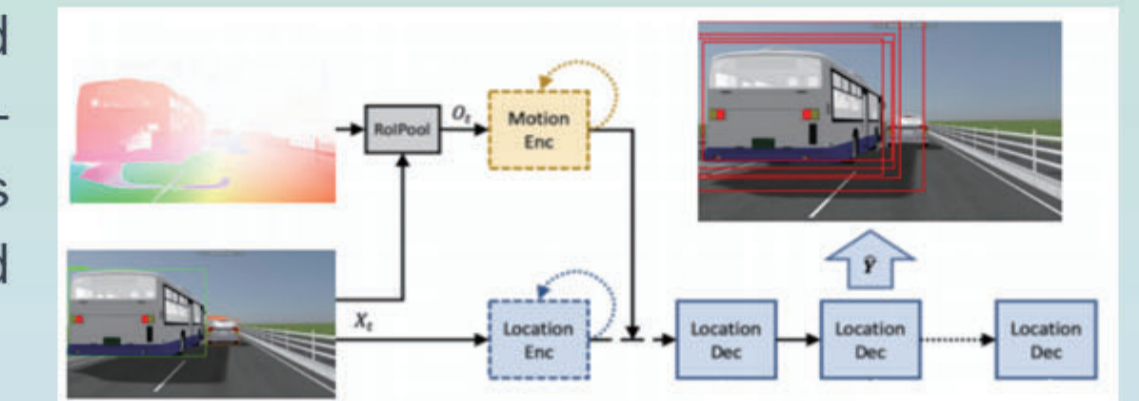 d
-
s
d
RoIPool
O_t
Motion
Enc
X_t
Location
Enc
Location
Dec
Ŷ
Location
Dec
Location
Dec